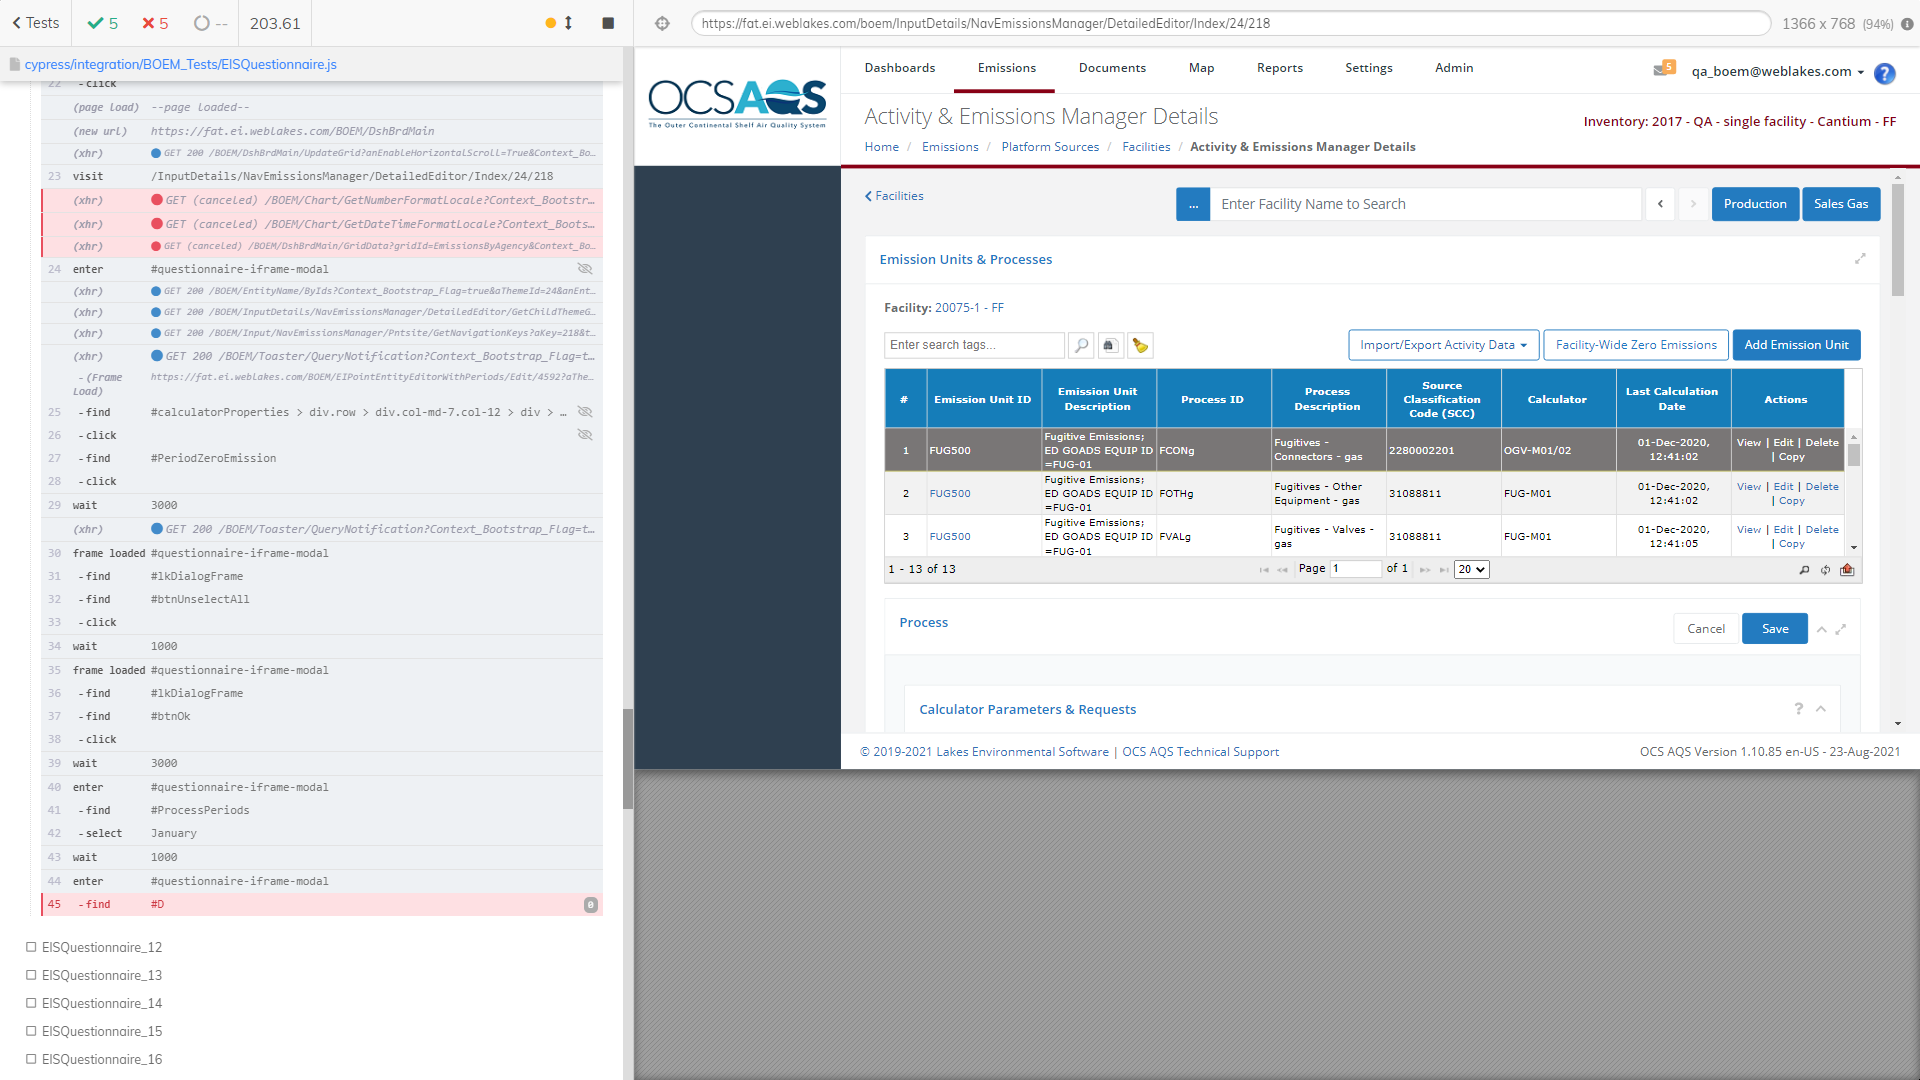 Tests
5
5
--
203.61
cypress/integration/BOEM_Tests/EISQuestionnaire.js
22 -click
(page load) --page loaded--
(new url) https://fat.ei.weblakes.com/BOEM/DshBrdMain
(xhr) GET 200 /BOEM/DshBrdMain/UpdateGrid?anEnableHorizontalScroll=True&Context_Bo...
23 visit /InputDetails/NavEmissionsManager/DetailedEditor/Index/24/218
(xhr) GET (canceled) /BOEM/Chart/GetNumberFormatLocale?Context_Bootstr...
(xhr) GET (canceled) /BOEM/Chart/GetDateTimeFormatLocale?Context_Boots...
(xhr) GET (canceled) /BOEM/DshBrdMain/GridData?gridId=EmissionsByAgency&Context_Bo...
24 enter #questionnaire-iframe-modal
(xhr) GET 200 /BOEM/EntityName/ByIds?Context_Bootstrap_Flag=true&aThemeId=24&anEnt...
(xhr) GET 200 /BOEM/InputDetails/NavEmissionsManager/DetailedEditor/GetChildThemeG...
(xhr) GET 200 /BOEM/Input/NavEmissionsManager/Pntsite/GetNavigationKeys?aKey=218&t...
(xhr) GET 200 /BOEM/Toaster/QueryNotification?Context_Bootstrap_Flag=t...
-(Frame Load) https://fat.ei.weblakes.com/BOEM/EIPointEntityEditorWithPeriods/Edit/4592?aThe...
25 -find #calculatorProperties > div.row > div.col-md-7.col-12 > div > ...
26 -click
27 -find #PeriodZeroEmission
28 -click
29 wait 3000
(xhr) GET 200 /BOEM/Toaster/QueryNotification?Context_Bootstrap_Flag=t...
30 frame loaded #questionnaire-iframe-modal
31 -find #lkDialogFrame
32 -find #btnUnselectAll
33 -click
34 wait 1000
35 frame loaded #questionnaire-iframe-modal
36 -find #lkDialogFrame
37 -find #btnOk
38 -click
39 wait 3000
40 enter #questionnaire-iframe-modal
41 -find #ProcessPeriods
42 -select January
43 wait 1000
44 enter #questionnaire-iframe-modal
45 -find #D 0
EISQuestionnaire_12
EISQuestionnaire_13
EISQuestionnaire_14
EISQuestionnaire_15
EISQuestionnaire_16
https://fat.ei.weblakes.com/boem/InputDetails/NavEmissionsManager/DetailedEditor/Index/24/218
1366 x 768 (94%)
OCSAQS
The Outer Continental Shelf Air Quality System
Dashboards Emissions Documents Map Reports Settings Admin
5 qa_boem@weblakes.com ?
Activity & Emissions Manager Details
Inventory: 2017 - QA - single facility - Cantium - FF
Home / Emissions / Platform Sources / Facilities / Activity & Emissions Manager Details
Facilities
... Enter Facility Name to Search Production Sales Gas
Emission Units & Processes
Facility: 20075-1 - FF
Enter search tags...
Import/Export Activity Data Facility-Wide Zero Emissions Add Emission Unit
# Emission Unit ID Emission Unit Description Process ID Process Description Source Classification Code (SCC) Calculator Last Calculation Date Actions
1 FUG500 Fugitive Emissions; ED GOADS EQUIP ID =FUG-01 FCONg Fugitives - Connectors - gas 2280002201 OGV-M01/02 01-Dec-2020, 12:41:02 View | Edit | Delete | Copy
2 FUG500 Fugitive Emissions; ED GOADS EQUIP ID =FUG-01 FOTHg Fugitives - Other Equipment - gas 31088811 FUG-M01 01-Dec-2020, 12:41:02 View | Edit | Delete | Copy
3 FUG500 Fugitive Emissions; ED GOADS EQUIP ID =FUG-01 FVALg Fugitives - Valves - gas 31088811 FUG-M01 01-Dec-2020, 12:41:05 View | Edit | Delete | Copy
1 - 13 of 13 Page 1 of 1 20
Process
Cancel Save
Calculator Parameters & Requests ?
© 2019-2021 Lakes Environmental Software | OCS AQS Technical Support
OCS AQS Version 1.10.85 en-US - 23-Aug-2021